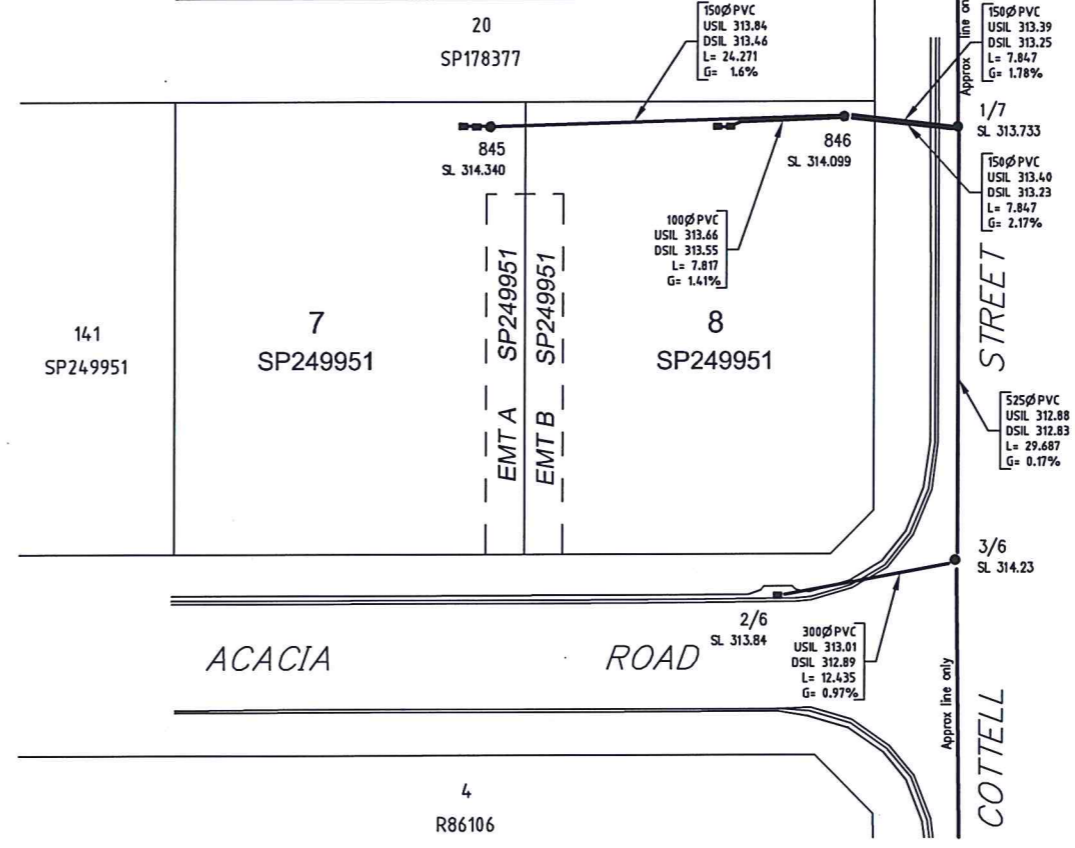 20
SP178377
150Ø PVC
USIL 313.84
DSIL 313.46
L= 24.271
G= 1.6%
Approx line on
150Ø PVC
USIL 313.39
DSIL 313.25
L= 7.847
G= 1.78%
1/7
SL 313.733
845
SL 314.340
846
SL 314.099
150Ø PVC
USIL 313.40
DSIL 313.23
L= 7.847
G= 2.17%
100Ø PVC
USIL 313.66
DSIL 313.55
L= 7.817
G= 1.41%
141
SP249951
7
SP249951
EMT A SP249951
EMT B SP249951
8
SP249951
STREET
525Ø PVC
USIL 312.88
DSIL 312.83
L= 29.687
G= 0.17%
3/6
SL 314.23
2/6
SL 313.84
300Ø PVC
USIL 313.01
DSIL 312.89
L= 12.435
G= 0.97%
ACACIA ROAD
Approx line only
COTTELL
4
R86106